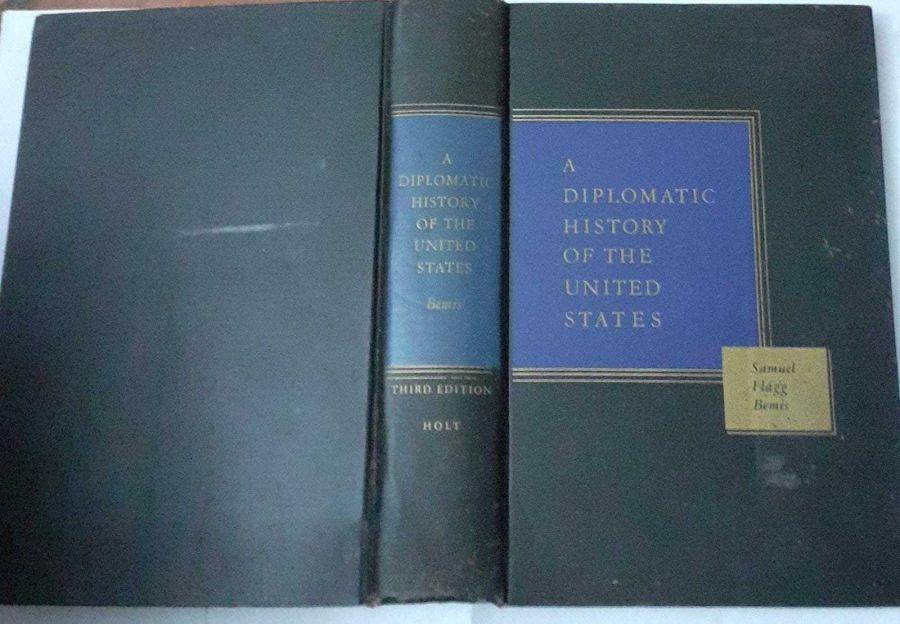 A
DIPLOMATIC
HISTORY
OF THE
UNITED
STATES
Bemis
THIRD EDITION
HOLT
A
DIPLOMATIC
HISTORY
OF THE
UNITED
STATES
Samuel
Flagg
Bemis